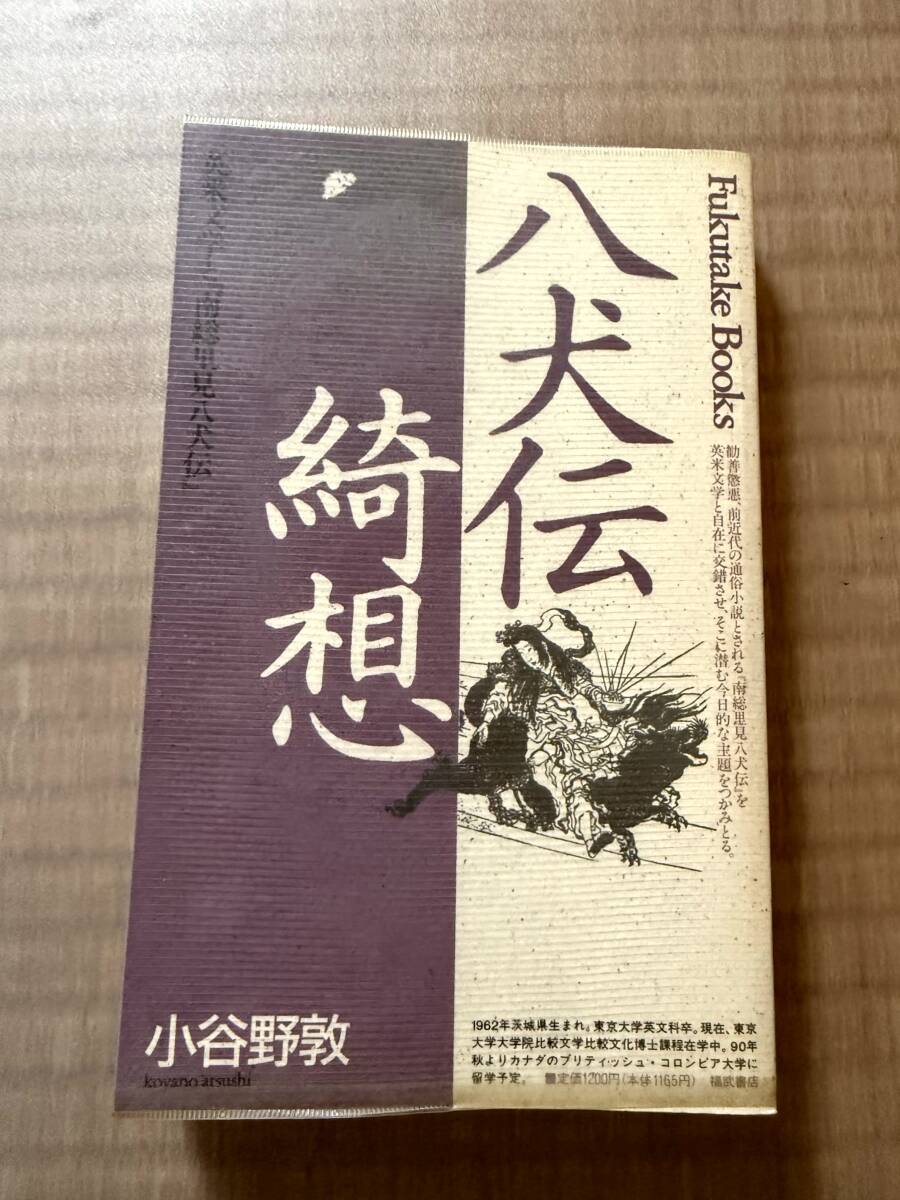 Fukutake Books
勧善懲悪、前近代の通俗小説とされる『南総里見八犬伝』を
英米文学と自在に交錯させ、そこに潜む今日的な主題をつかみとる。
八犬伝
綺想
英米文学と『南総里見八犬伝』
小谷野敦
koyano atsushi
1962年茨城県生まれ。東京大学英文科卒。現在、東京
大学大学院比較文学比較文化博士課程在学中。90年
秋よりカナダのブリティッシュ・コロンビア大学に
留学予定。 ■定価1200円(本体1165円) 福武書店